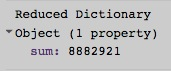 Reduced Dictionary
Object (1 property)
sum: 8882921